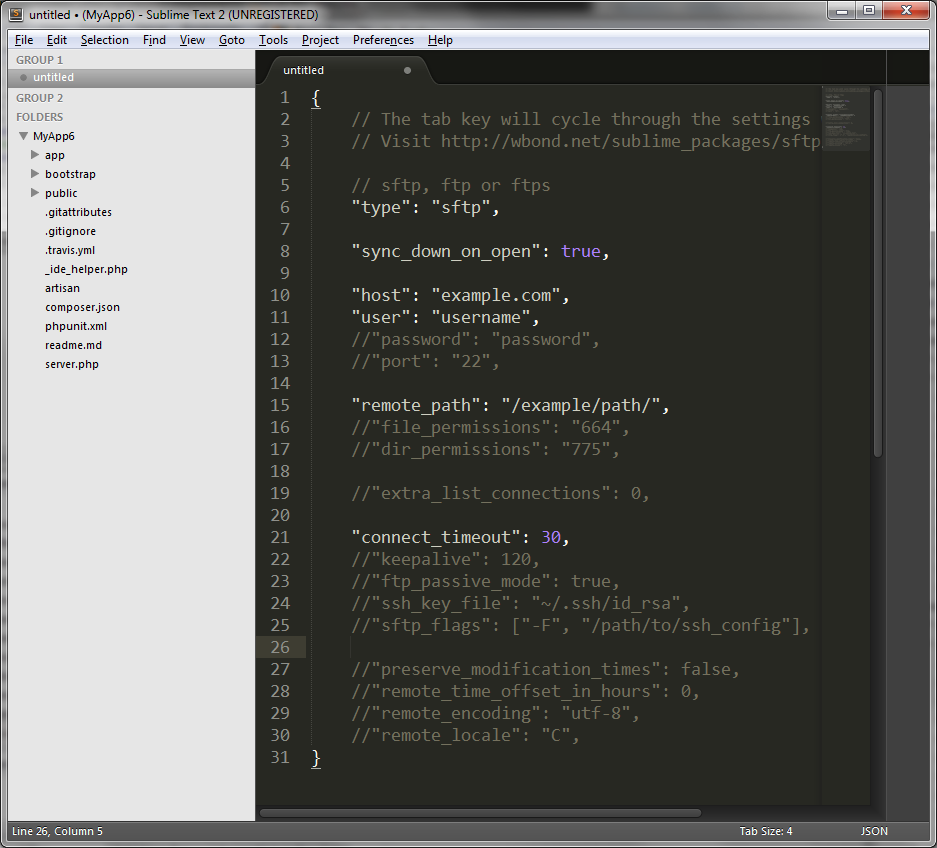 untitled • (MyApp6) - Sublime Text 2 (UNREGISTERED)
File Edit Selection Find View Goto Tools Project Preferences Help
GROUP 1
untitled
GROUP 2
FOLDERS
MyApp6
app
bootstrap
public
.gitattributes
.gitignore
.travis.yml
_ide_helper.php
artisan
composer.json
phpunit.xml
readme.md
server.php
untitled
1 {
2 // The tab key will cycle through the settings
3 // Visit http://wbond.net/sublime_packages/sftp/
4
5 // sftp, ftp or ftps
6 "type": "sftp",
7
8 "sync_down_on_open": true,
9
10 "host": "example.com",
11 "user": "username",
12 //"password": "password",
13 //"port": "22",
14
15 "remote_path": "/example/path/",
16 //"file_permissions": "664",
17 //"dir_permissions": "775",
18
19 //"extra_list_connections": 0,
20
21 "connect_timeout": 30,
22 //"keepalive": 120,
23 //"ftp_passive_mode": true,
24 //"ssh_key_file": "~/.ssh/id_rsa",
25 //"sftp_flags": ["-F", "/path/to/ssh_config"],
26
27 //"preserve_modification_times": false,
28 //"remote_time_offset_in_hours": 0,
29 //"remote_encoding": "utf-8",
30 //"remote_locale": "C",
31 }
Line 26, Column 5 Tab Size: 4 JSON